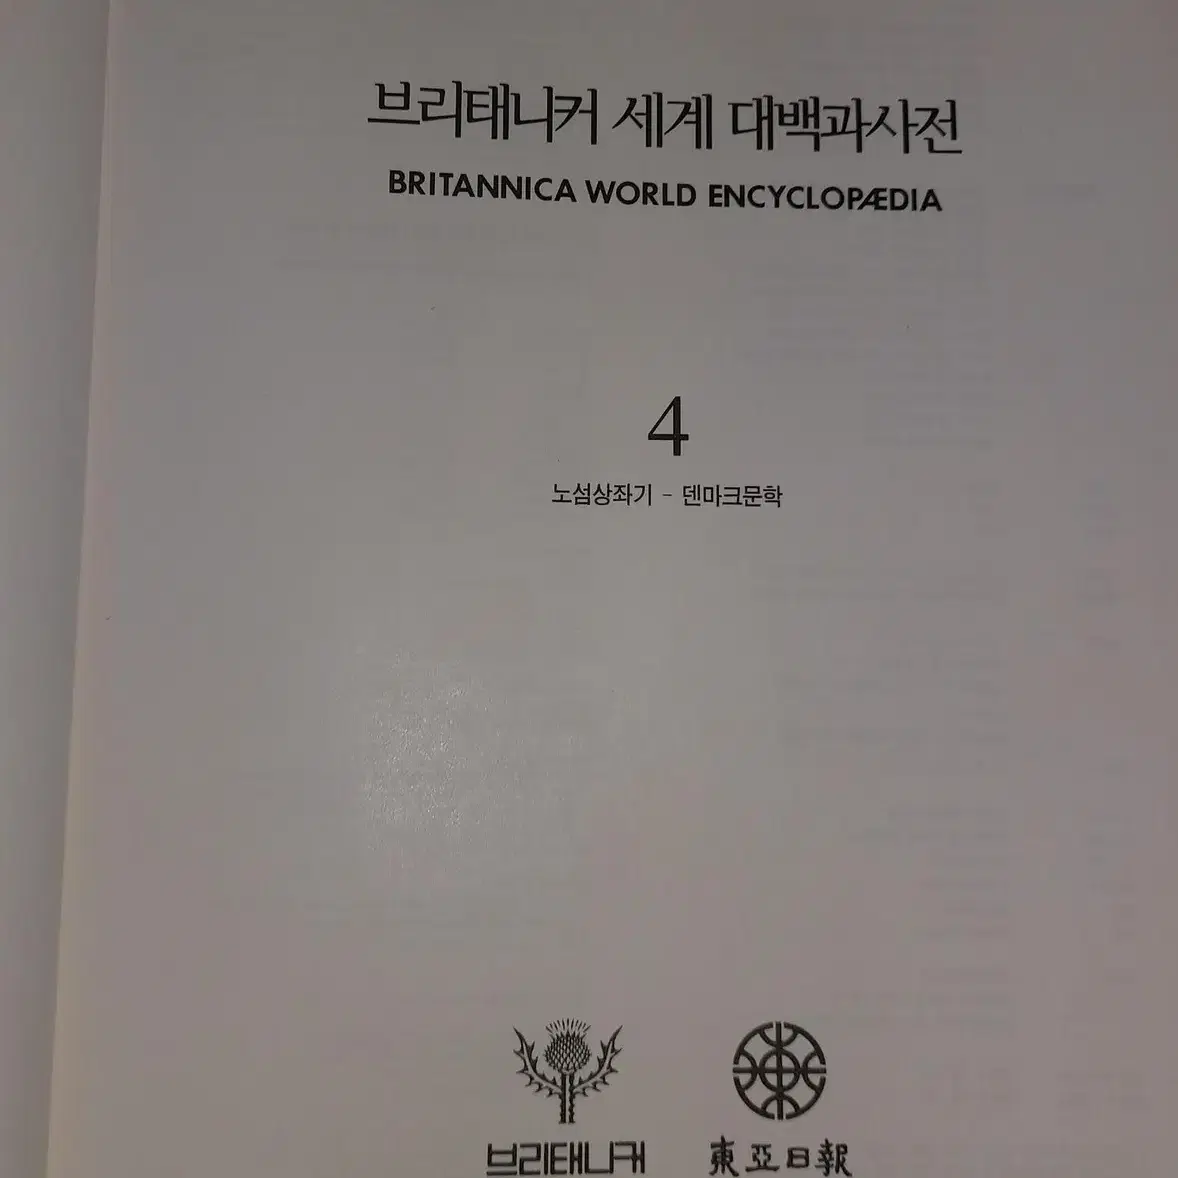 브리태니커 세계 대백과사전
BRITANNICA WORLD ENCYCLOPÆDIA
4
노섬상좌기 - 덴마크문학
브리태니커 東亞日報